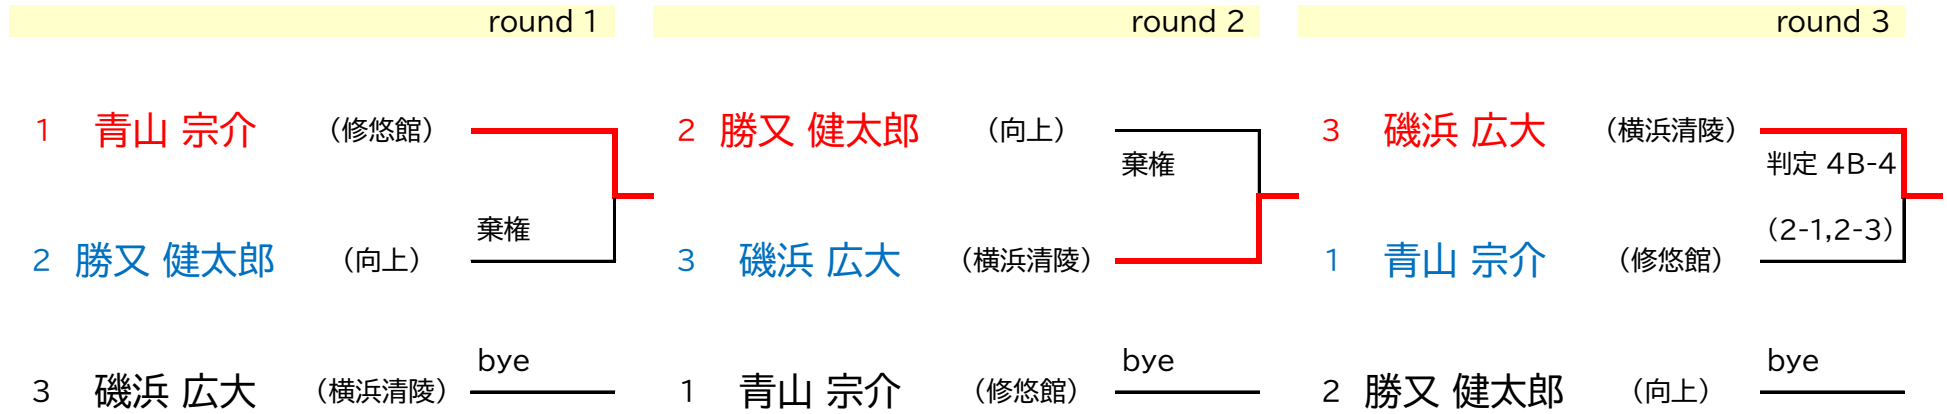 round 1 round 2 round 3
1 青山 宗介 （修悠館） 2 勝又 健太郎 （向上） 3 磯浜 広大 （横浜清陵）
棄権 判定 4B-4
棄権 （2-1,2-3）
2 勝又 健太郎 （向上） 3 磯浜 広大 （横浜清陵） 1 青山 宗介 （修悠館）
bye bye bye
3 磯浜 広大 （横浜清陵） 1 青山 宗介 （修悠館） 2 勝又 健太郎 （向上）